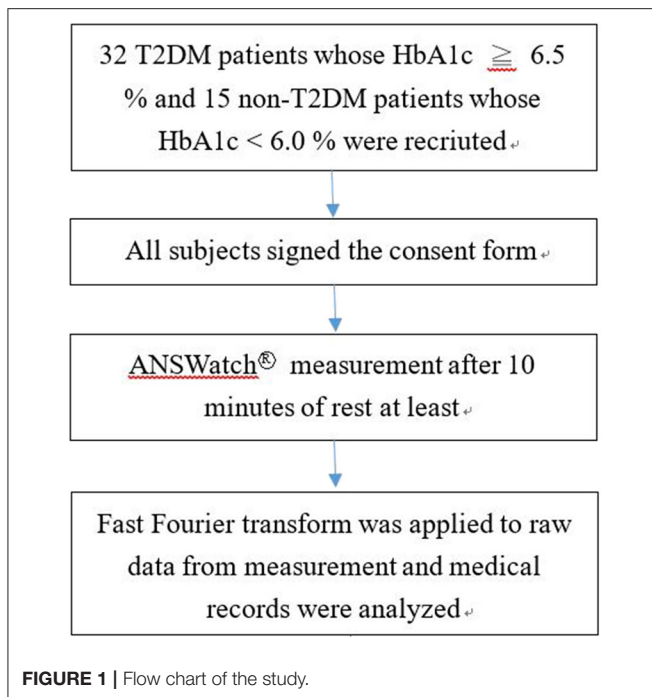 32 T2DM patients whose HbA1c ≧ 6.5
% and 15 non-T2DM patients whose
HbA1c < 6.0 % were recriuted↵
All subjects signed the consent form↵
ANSWatch® measurement after 10
minutes of rest at least↵
Fast Fourier transform was applied to raw
data from measurement and medical
records were analyzed↵
FIGURE 1 | Flow chart of the study.